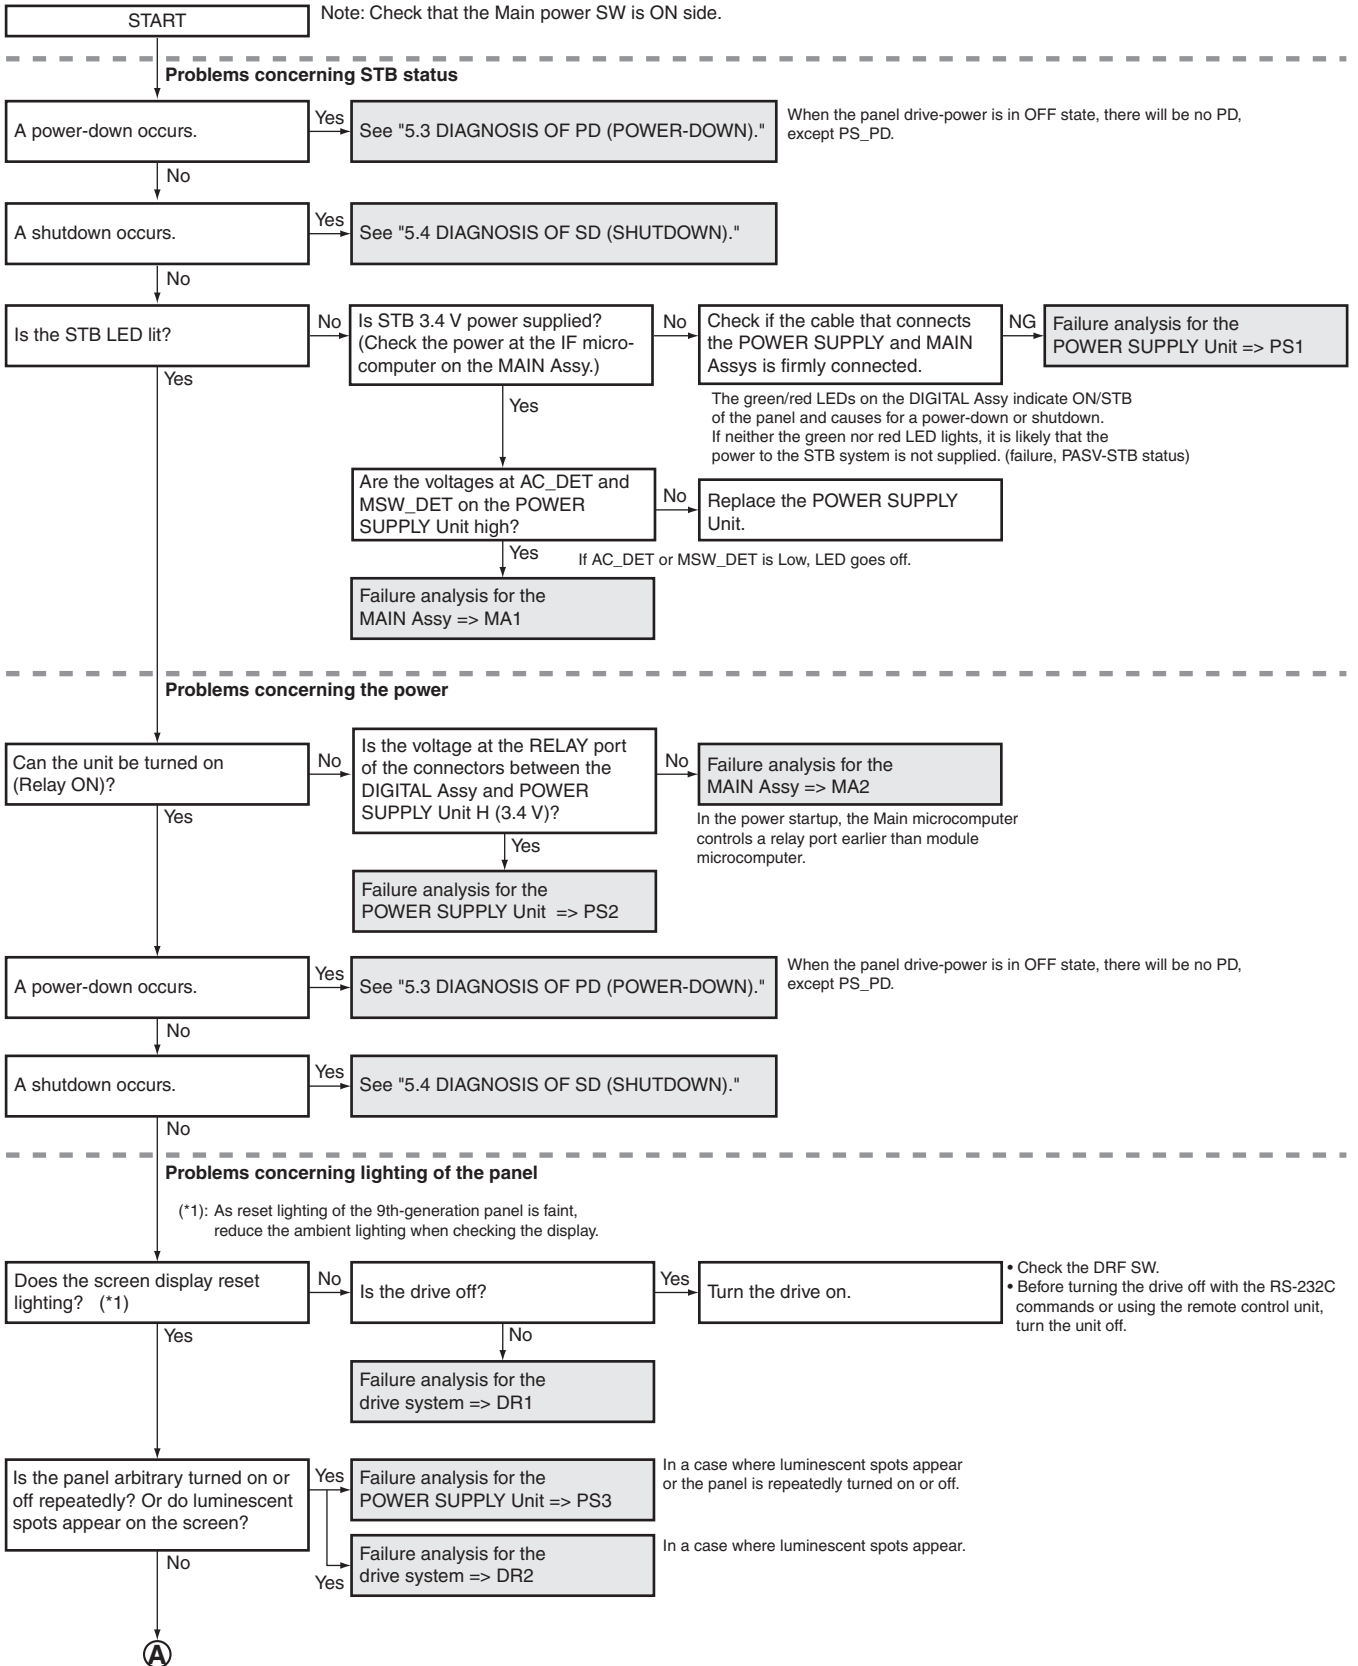 START
Note: Check that the Main power SW is ON side.
Problems concerning STB status
A power-down occurs.
Yes
See "5.3 DIAGNOSIS OF PD (POWER-DOWN)."
When the panel drive-power is in OFF state, there will be no PD,
except PS_PD.
No
A shutdown occurs.
Yes
See "5.4 DIAGNOSIS OF SD (SHUTDOWN)."
No
Is the STB LED lit?
No
Is STB 3.4 V power supplied?
(Check the power at the IF micro-
computer on the MAIN Assy.)
No
Check if the cable that connects
the POWER SUPPLY and MAIN
Assys is firmly connected.
NG
Failure analysis for the
POWER SUPPLY Unit => PS1
Yes
Yes
The green/red LEDs on the DIGITAL Assy indicate ON/STB
of the panel and causes for a power-down or shutdown.
If neither the green nor red LED lights, it is likely that the
power to the STB system is not supplied. (failure, PASV-STB status)
Are the voltages at AC_DET and
MSW_DET on the POWER
SUPPLY Unit high?
No
Replace the POWER SUPPLY
Unit.
Yes
If AC_DET or MSW_DET is Low, LED goes off.
Failure analysis for the
MAIN Assy => MA1
Problems concerning the power
Can the unit be turned on
(Relay ON)?
No
Is the voltage at the RELAY port
of the connectors between the
DIGITAL Assy and POWER
SUPPLY Unit H (3.4 V)?
No
Failure analysis for the
MAIN Assy => MA2
Yes
In the power startup, the Main microcomputer
controls a relay port earlier than module
microcomputer.
Yes
Failure analysis for the
POWER SUPPLY Unit => PS2
A power-down occurs.
Yes
See "5.3 DIAGNOSIS OF PD (POWER-DOWN)."
When the panel drive-power is in OFF state, there will be no PD,
except PS_PD.
No
A shutdown occurs.
Yes
See "5.4 DIAGNOSIS OF SD (SHUTDOWN)."
No
Problems concerning lighting of the panel
(*1): As reset lighting of the 9th-generation panel is faint,
reduce the ambient lighting when checking the display.
Does the screen display reset
lighting? (*1)
No
Is the drive off?
Yes
Turn the drive on.
• Check the DRF SW.
• Before turning the drive off with the RS-232C
commands or using the remote control unit,
turn the unit off.
Yes
No
Failure analysis for the
drive system => DR1
Is the panel arbitrary turned on or
off repeatedly? Or do luminescent
spots appear on the screen?
Yes
Failure analysis for the
POWER SUPPLY Unit => PS3
In a case where luminescent spots appear
or the panel is repeatedly turned on or off.
No
Yes
Failure analysis for the
drive system => DR2
In a case where luminescent spots appear.
A